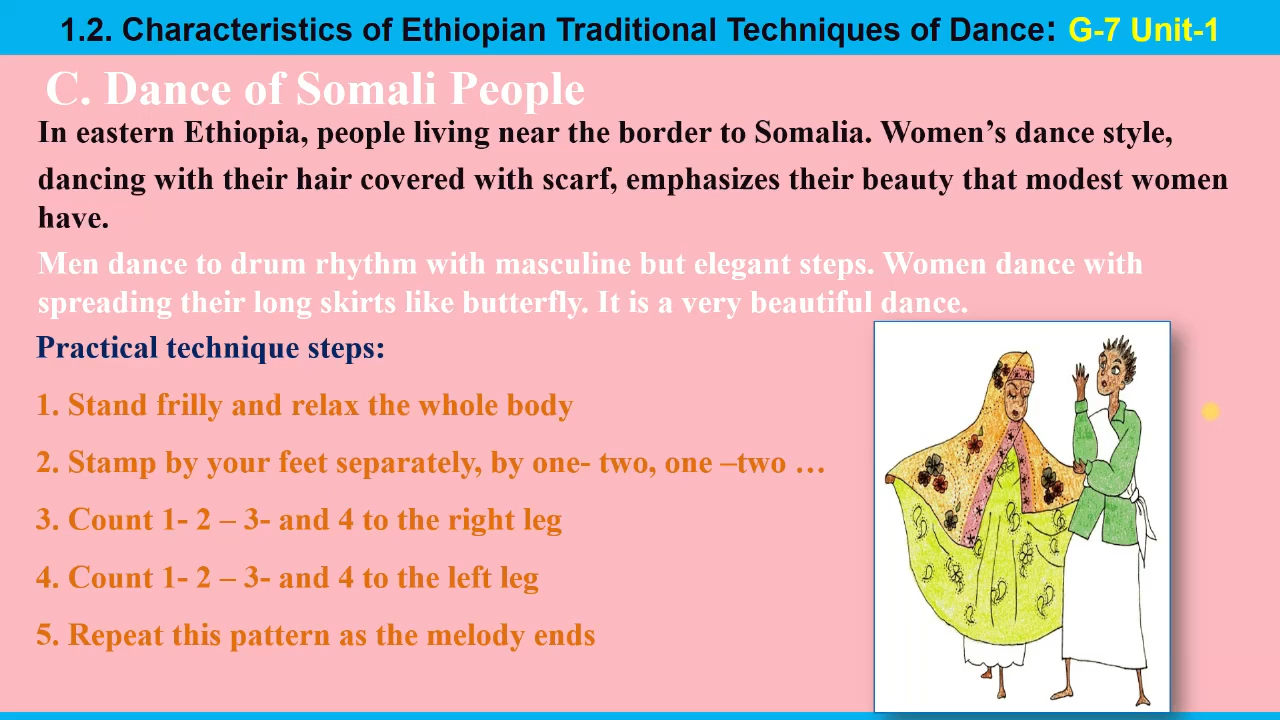 1.2. Characteristics of Ethiopian Traditional Techniques of Dance: G-7 Unit-1
C. Dance of Somali People
In eastern Ethiopia, people living near the border to Somalia. Women’s dance style,
dancing with their hair covered with scarf, emphasizes their beauty that modest women
have.
Men dance to drum rhythm with masculine but elegant steps. Women dance with
spreading their long skirts like butterfly. It is a very beautiful dance.
Practical technique steps:
1. Stand frilly and relax the whole body
2. Stamp by your feet separately, by one- two, one –two …
3. Count 1- 2 – 3- and 4 to the right leg
4. Count 1- 2 – 3- and 4 to the left leg
5. Repeat this pattern as the melody ends